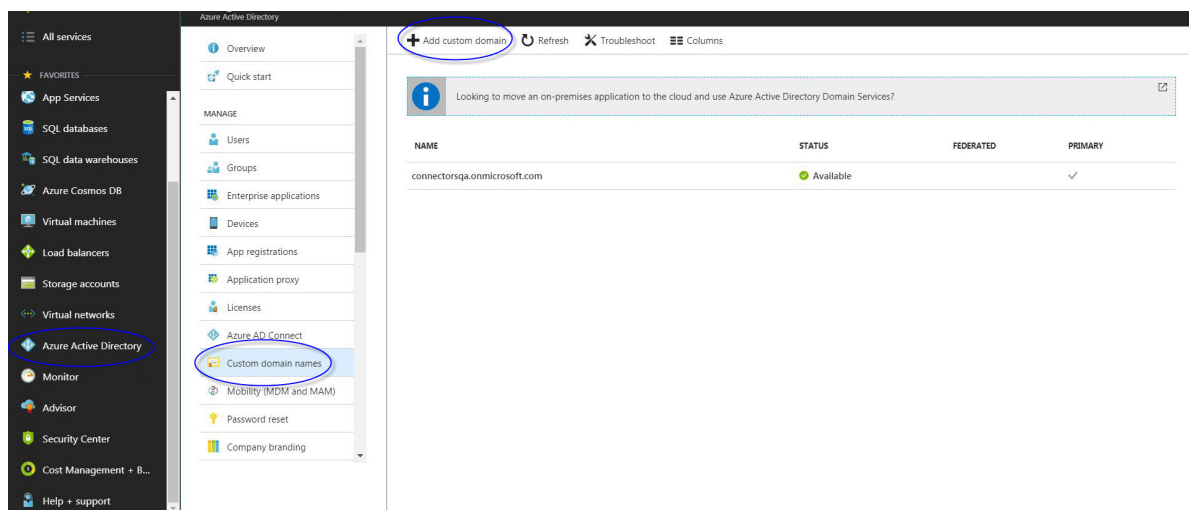 Azure Active Directory
All services
FAVORITES
App Services
SQL databases
SQL data warehouses
Azure Cosmos DB
Virtual machines
Load balancers
Storage accounts
Virtual networks
Azure Active Directory
Monitor
Advisor
Security Center
Cost Management + B...
Help + support
Overview
Quick start
MANAGE
Users
Groups
Enterprise applications
Devices
App registrations
Application proxy
Licenses
Azure AD Connect
Custom domain names
Mobility (MDM and MAM)
Password reset
Company branding
Add custom domain Refresh Troubleshoot Columns
Looking to move an on-premises application to the cloud and use Azure Active Directory Domain Services?
NAME STATUS FEDERATED PRIMARY
connectorsqa.onmicrosoft.com Available